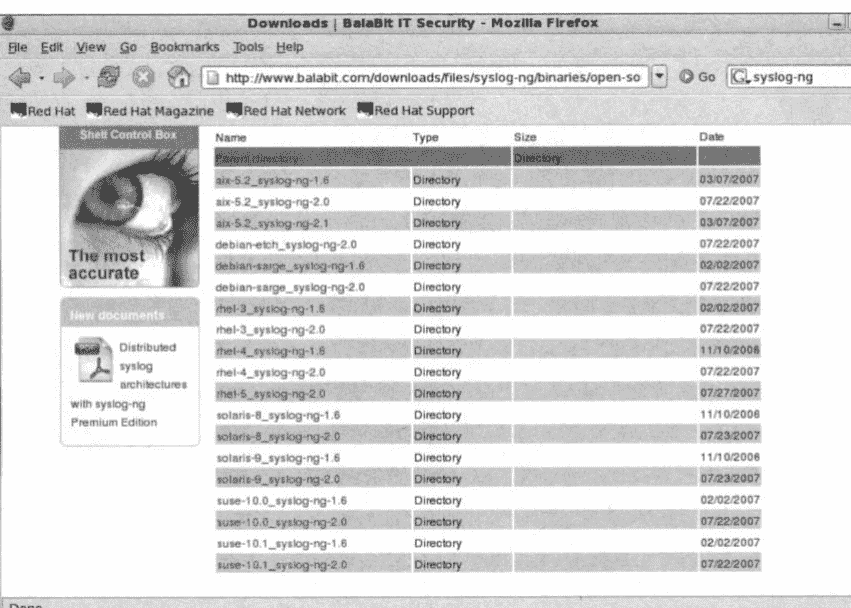 Downloads | BalaBit IT Security - Mozilla Firefox
File Edit View Go Bookmarks Tools Help
http://www.balabit.com/downloads/files/syslog-ng/binaries/open-so Go syslog-ng
Red Hat Red Hat Magazine Red Hat Network Red Hat Support
Shell Control Box
The most
accurate
New documents
Distributed
syslog
architectures
with syslog-ng
Premium Edition
Name Type Size Date
Parent directory Directory
aix-5.2_syslog-ng-1.6 Directory 03/07/2007
aix-5.2_syslog-ng-2.0 Directory 07/22/2007
aix-5.2_syslog-ng-2.1 Directory 03/07/2007
debian-etch_syslog-ng-2.0 Directory 07/22/2007
debian-sarge_syslog-ng-1.6 Directory 02/02/2007
debian-sarge_syslog-ng-2.0 Directory 07/22/2007
rhel-3_syslog-ng-1.6 Directory 02/02/2007
rhel-3_syslog-ng-2.0 Directory 07/22/2007
rhel-4_syslog-ng-1.6 Directory 11/10/2006
rhel-4_syslog-ng-2.0 Directory 07/22/2007
rhel-5_syslog-ng-2.0 Directory 07/27/2007
solaris-8_syslog-ng-1.6 Directory 11/10/2006
solaris-8_syslog-ng-2.0 Directory 07/23/2007
solaris-9_syslog-ng-1.6 Directory 11/10/2006
solaris-9_syslog-ng-2.0 Directory 07/23/2007
suse-10.0_syslog-ng-1.6 Directory 02/02/2007
suse-10.0_syslog-ng-2.0 Directory 07/22/2007
suse-10.1_syslog-ng-1.6 Directory 02/02/2007
suse-10.1_syslog-ng-2.0 Directory 07/22/2007
Done